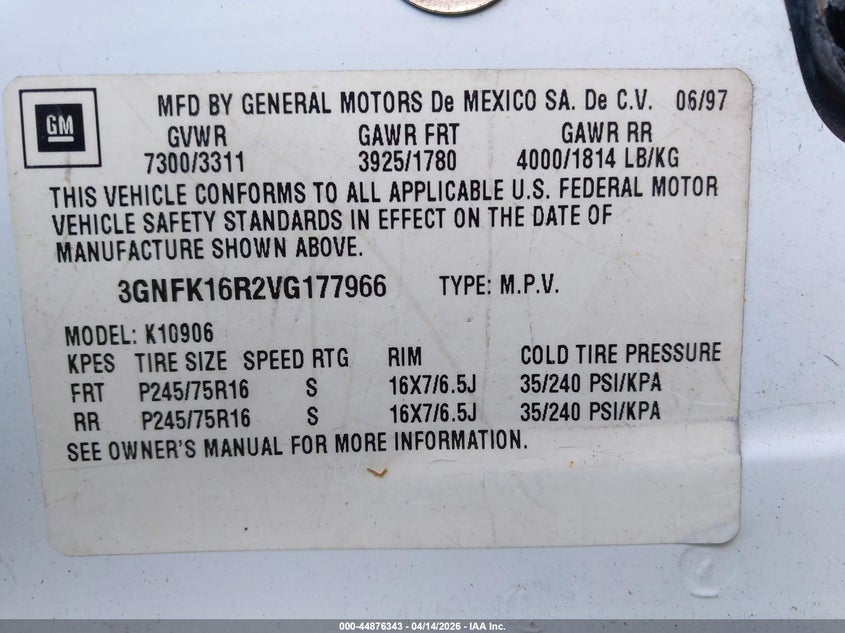 GM
MFD BY GENERAL MOTORS De MEXICO SA. De C.V. 06/97
GVWR GAWR FRT GAWR RR
7300/3311 3925/1780 4000/1814 LB/KG
THIS VEHICLE CONFORMS TO ALL APPLICABLE U.S. FEDERAL MOTOR
VEHICLE SAFETY STANDARDS IN EFFECT ON THE DATE OF
MANUFACTURE SHOWN ABOVE.
3GNFK16R2VG177966 TYPE: M.P.V.
MODEL: K10906
KPES TIRE SIZE SPEED RTG RIM COLD TIRE PRESSURE
FRT P245/75R16 S 16X7/6.5J 35/240 PSI/KPA
RR P245/75R16 S 16X7/6.5J 35/240 PSI/KPA
SEE OWNER'S MANUAL FOR MORE INFORMATION.
000-44876343 - 04/14/2026 - IAA Inc.